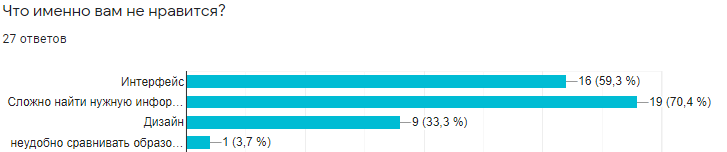 Что именно вам не нравится?
27 ответов
Интерфейс 16 (59,3 %)
Сложно найти нужную инфор... 19 (70,4 %)
Дизайн 9 (33,3 %)
неудобно сравнивать образо... 1 (3,7 %)